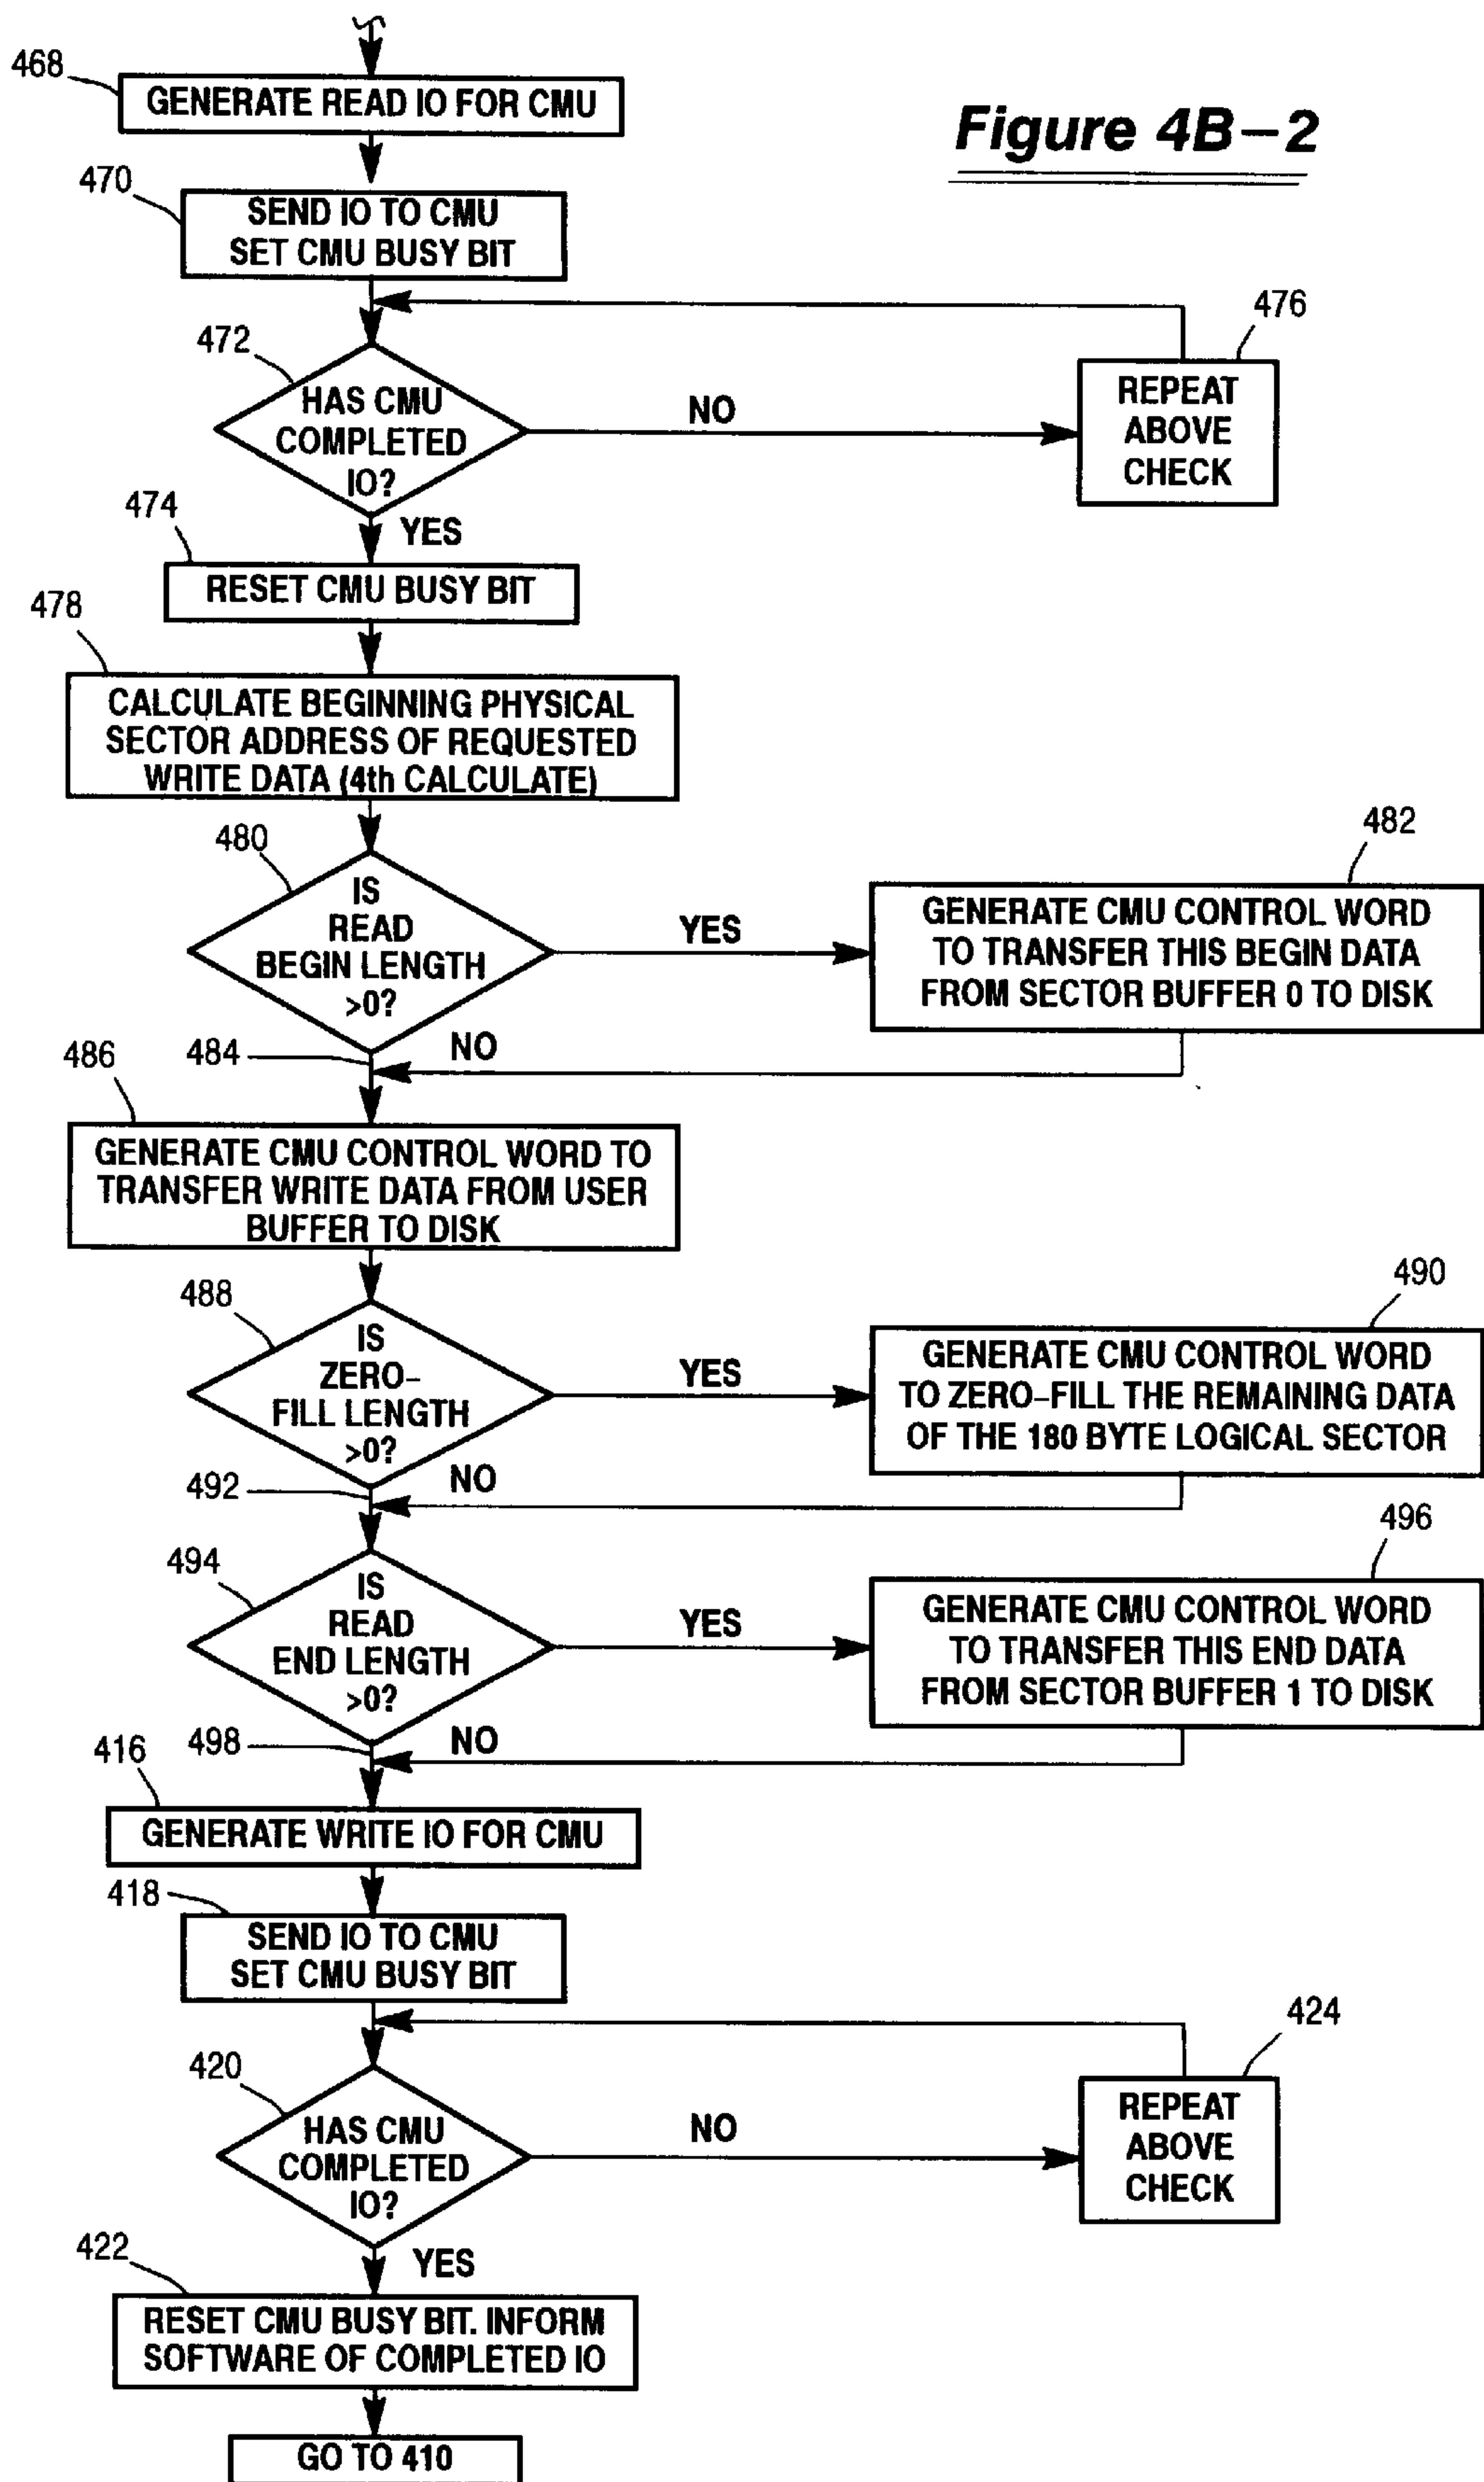 468
GENERATE READ IO FOR CMU
Figure 4B-2
470
SEND IO TO CMU
SET CMU BUSY BIT
476
472
HAS CMU
COMPLETED
IO?
NO
REPEAT
ABOVE
CHECK
474
YES
RESET CMU BUSY BIT
478
CALCULATE BEGINNING PHYSICAL
SECTOR ADDRESS OF REQUESTED
WRITE DATA (4th CALCULATE)
480
IS
READ
BEGIN LENGTH
>0?
YES
482
GENERATE CMU CONTROL WORD
TO TRANSFER THIS BEGIN DATA
FROM SECTOR BUFFER 0 TO DISK
484
NO
486
GENERATE CMU CONTROL WORD TO
TRANSFER WRITE DATA FROM USER
BUFFER TO DISK
488
IS
ZERO-
FILL LENGTH
>0?
YES
490
GENERATE CMU CONTROL WORD
TO ZERO-FILL THE REMAINING DATA
OF THE 180 BYTE LOGICAL SECTOR
492
NO
494
IS
READ
END LENGTH
>0?
YES
496
GENERATE CMU CONTROL WORD
TO TRANSFER THIS END DATA
FROM SECTOR BUFFER 1 TO DISK
498
NO
416
GENERATE WRITE IO FOR CMU
418
SEND IO TO CMU
SET CMU BUSY BIT
424
420
HAS CMU
COMPLETED
IO?
NO
REPEAT
ABOVE
CHECK
422
YES
RESET CMU BUSY BIT. INFORM
SOFTWARE OF COMPLETED IO
GO TO 410